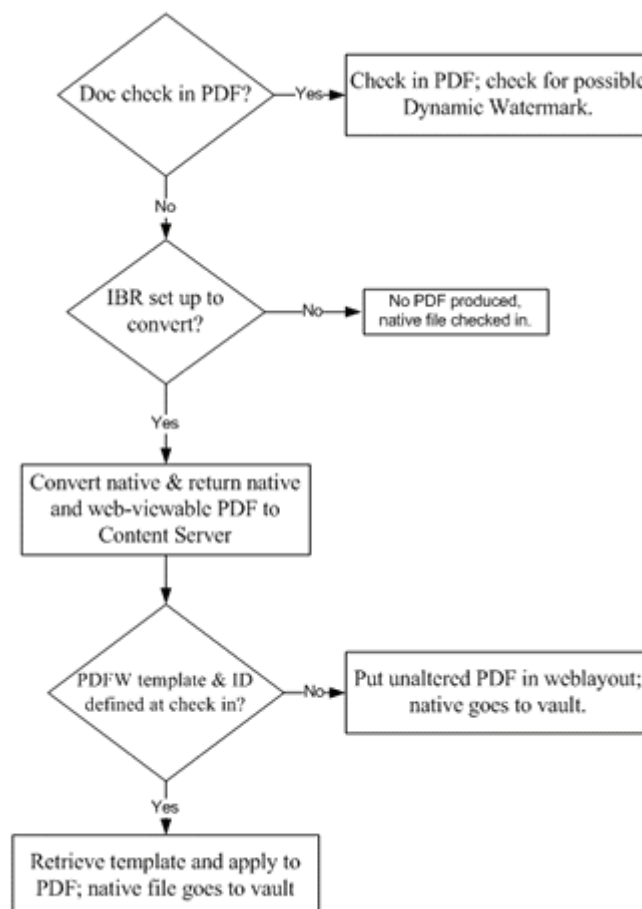 Doc check in PDF?
Yes
Check in PDF; check for possible
Dynamic Watermark.
No
IBR set up to
convert?
No
No PDF produced,
native file checked in.
Yes
Convert native & return native
and web-viewable PDF to
Content Server
PDFW template & ID
defined at check in?
No
Put unaltered PDF in weblayout;
native goes to vault.
Yes
Retrieve template and apply to
PDF; native file goes to vault